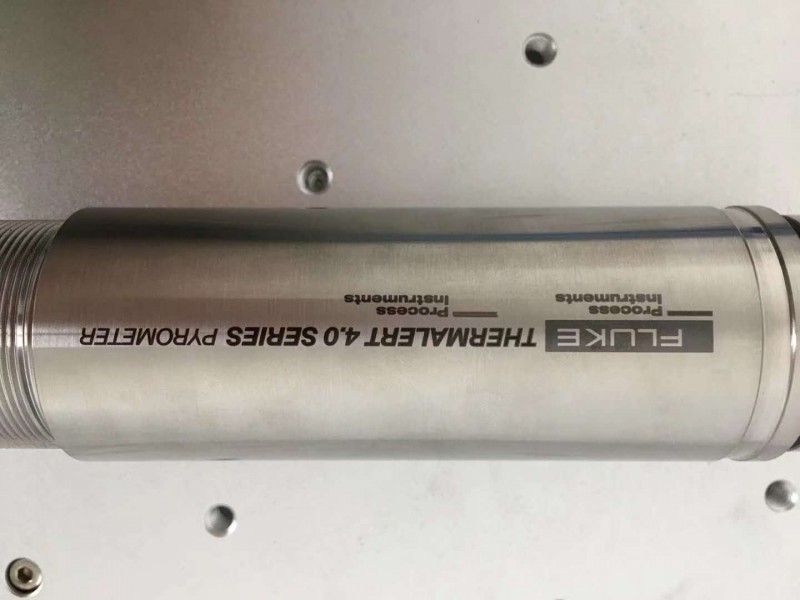 FLUKE THERMALERT 4.0 SERIES PYROMETER
Process Instruments
Process Instruments